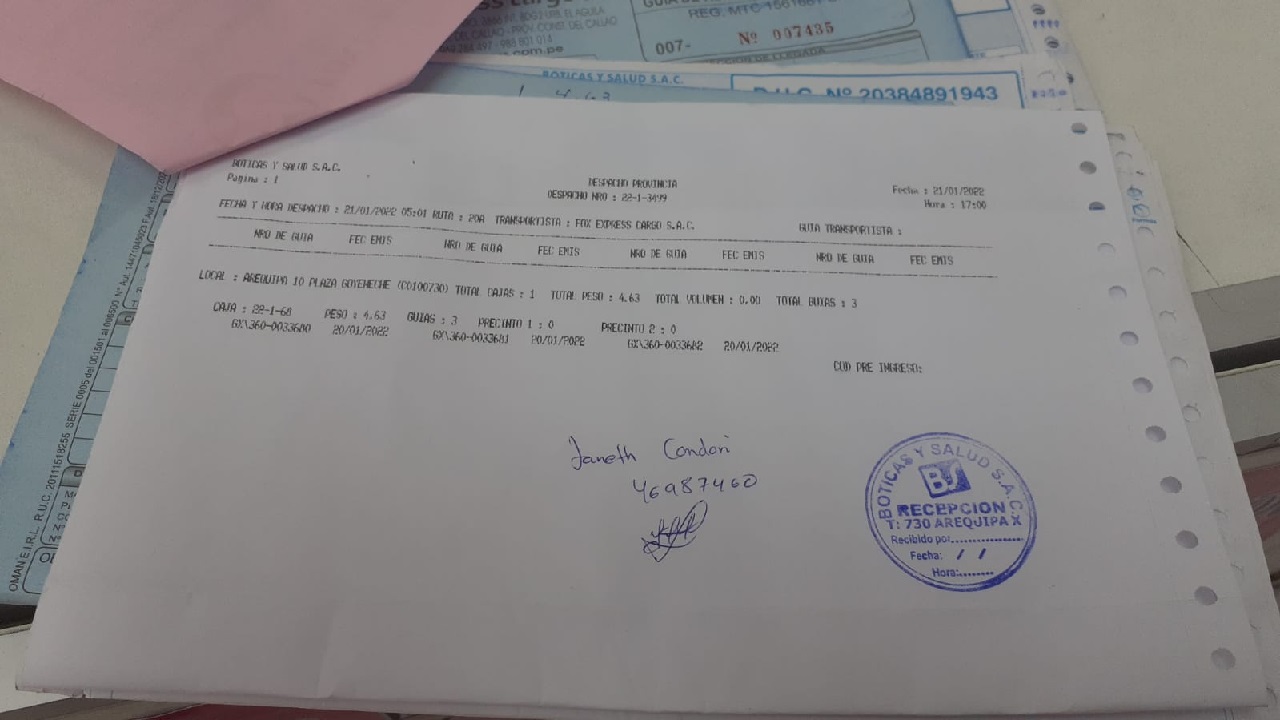 REG. MTC
007- Nº 007435
BOTICAS Y SALUD S.A.C.
R.U.C. Nº 20384891943
BOTICAS Y SALUD S.A.C.
Pagina : 1
DESPACHO PROVINCIA
DESPACHO NRO : 22-1-3499
Fecha : 21/01/2022
Hora : 17:00
FECHA Y HORA DESPACHO : 21/01/2022 05:01 RUTA : 20A TRANSPORTISTA : FOX EXPRESS CARGO S.A.C. GUIA TRANSPORTISTA :
NRO DE GUIA FEC EMIS NRO DE GUIA FEC EMIS NRO DE GUIA FEC EMIS NRO DE GUIA FEC EMIS
LOCAL : AREQUIPA 10 PLAZA GOYENECHE (C0100730) TOTAL CAJAS : 1 TOTAL PESO : 4.63 TOTAL VOLUMEN : 0.00 TOTAL GUIAS : 3
CAJA : 22-1-68 PESO : 4.63 GUIAS : 3 PRECINTO 1 : 0 PRECINTO 2 : 0
GX\360-0033680 20/01/2022 GX\360-0033681 20/01/2022 GX\360-0033682 20/01/2022
COD PRE INGRESO:
Janeth Condori
46987460
BOTICAS Y SALUD S.A.C.
BS
RECEPCION
T: 730 AREQUIPA X
Recibido por:
Fecha: / /
Hora: